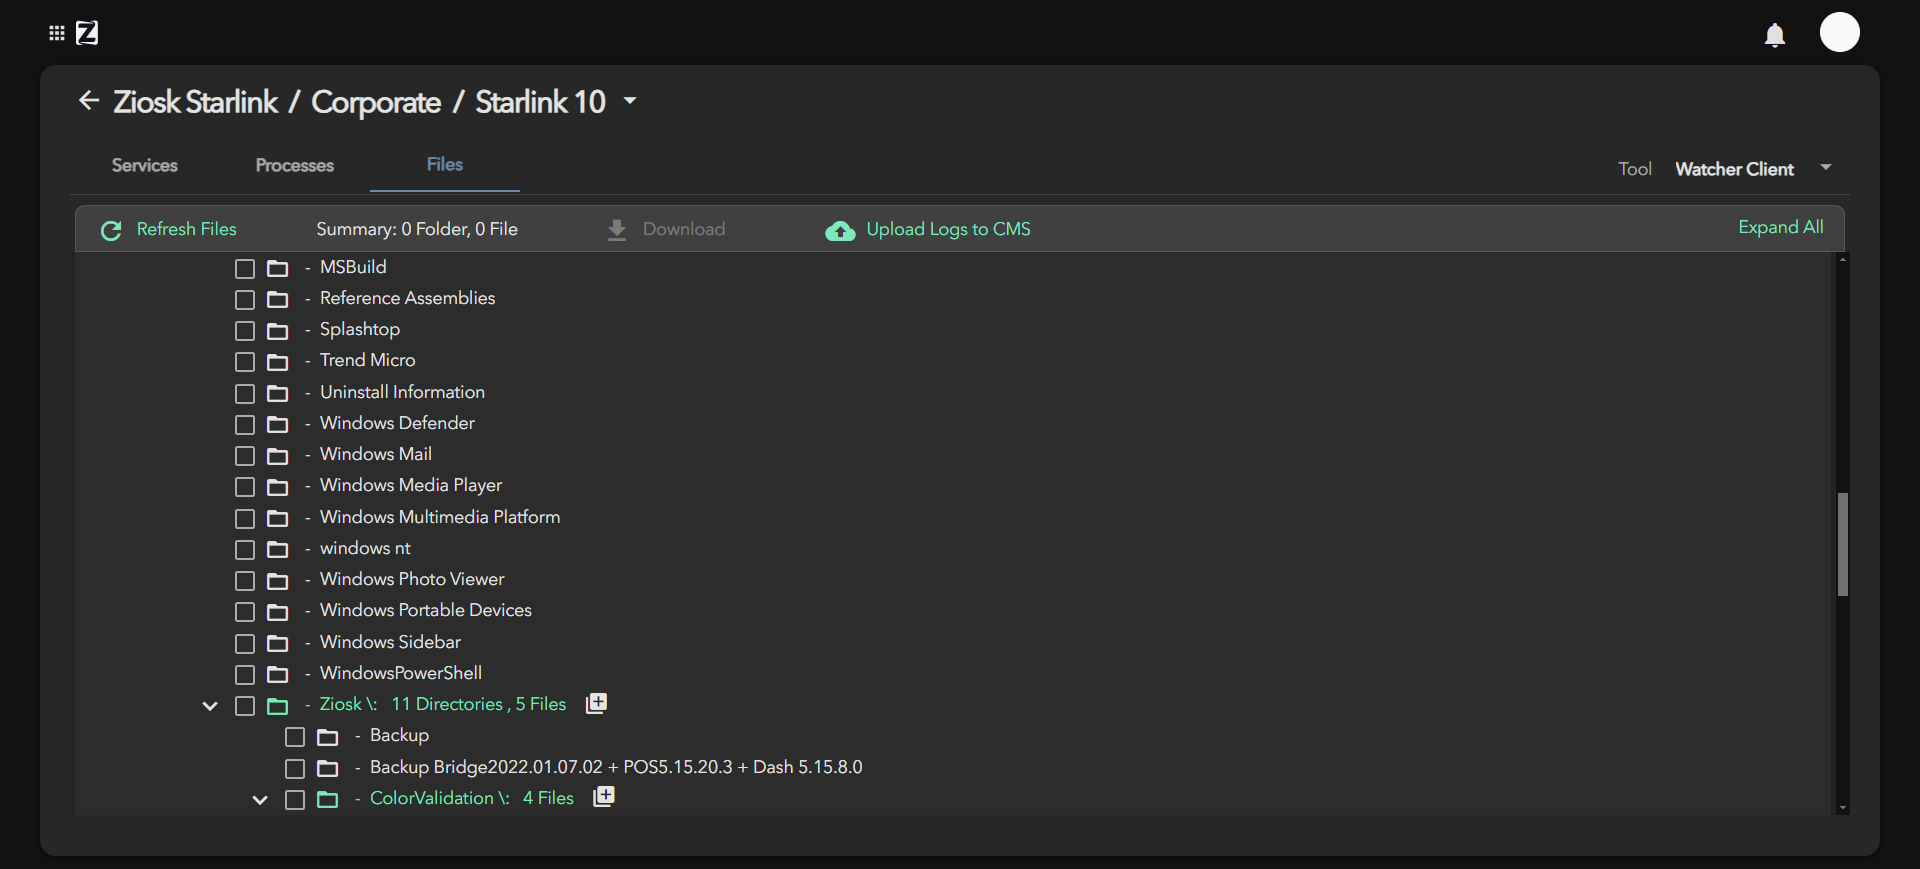 Z
Ziosk Starlink / Corporate / Starlink 10
Services Processes Files Tool Watcher Client
Refresh Files Summary: 0 Folder, 0 File Download Upload Logs to CMS Expand All
- MSBuild
- Reference Assemblies
- Splashtop
- Trend Micro
- Uninstall Information
- Windows Defender
- Windows Mail
- Windows Media Player
- Windows Multimedia Platform
- windows nt
- Windows Photo Viewer
- Windows Portable Devices
- Windows Sidebar
- WindowsPowerShell
- Ziosk \: 11 Directories , 5 Files
- Backup
- Backup Bridge2022.01.07.02 + POS5.15.20.3 + Dash 5.15.8.0
- ColorValidation \: 4 Files